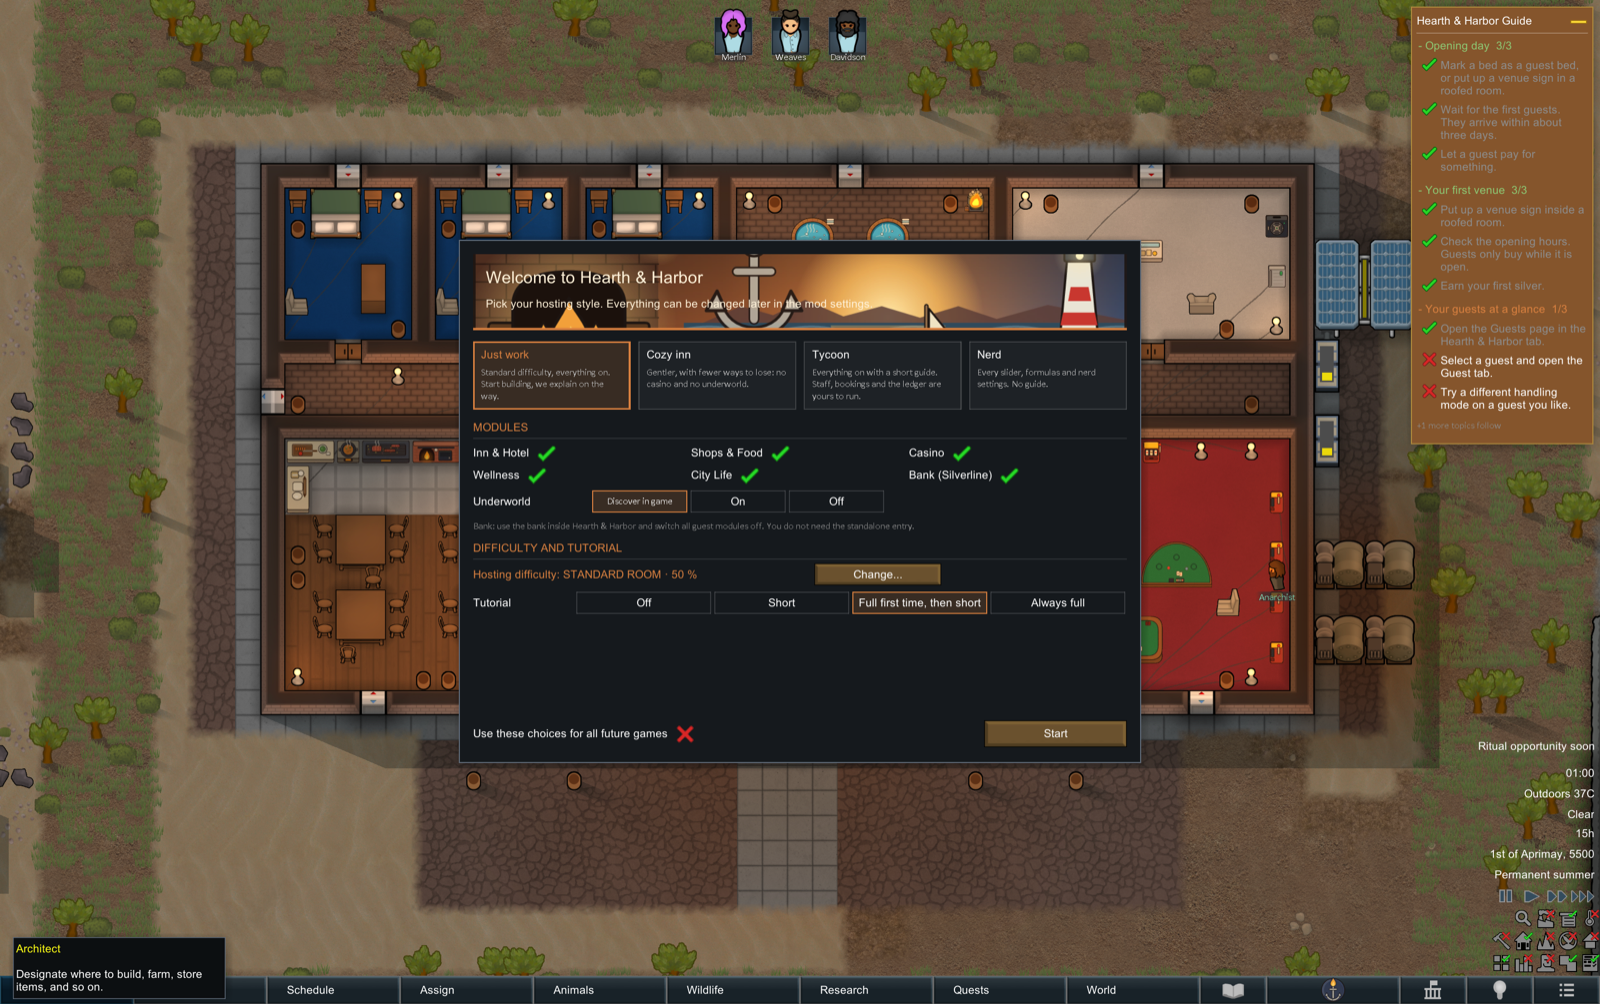 Merlin
Weaves
Davidson
Hearth & Harbor Guide
- Opening day 3/3
Mark a bed as a guest bed,
or put up a venue sign in a
roofed room.
Wait for the first guests.
They arrive within about
three days.
Let a guest pay for
something.
- Your first venue 3/3
Put up a venue sign inside a
roofed room.
Check the opening hours.
Guests only buy while it is
open.
Earn your first silver.
- Your guests at a glance 1/3
Open the Guests page in the
Hearth & Harbor tab.
Select a guest and open the
Guest tab.
Try a different handling
mode on a guest you like.
+1 more topics follow
Welcome to Hearth & Harbor
Pick your hosting style. Everything can be changed later in the mod settings.
Just work
Standard difficulty, everything on.
Start building, we explain on the
way.
Cozy inn
Gentler, with fewer ways to lose; no
casino and no underworld.
Tycoon
Everything on with a short guide.
Staff, bookings and the ledger are
yours to run.
Nerd
Every slider, formulas and nerd
settings. No guide.
MODULES
Inn & Hotel
Shops & Food
Casino
Wellness
City Life
Bank (Silverline)
Underworld
Discover in game
On
Off
Bank: use the bank inside Hearth & Harbor and switch all guest modules off. You do not need the standalone entry.
DIFFICULTY AND TUTORIAL
Hosting difficulty: STANDARD ROOM · 50 %
Change...
Tutorial
Off
Short
Full first time, then short
Always full
Use these choices for all future games
Start
Anarchist
Ritual opportunity soon
01:00
Outdoors 37C
Clear
15h
1st of Aprimay, 5500
Permanent summer
Architect
Designate where to build, farm, store
items, and so on.
Schedule
Assign
Animals
Wildlife
Research
Quests
World